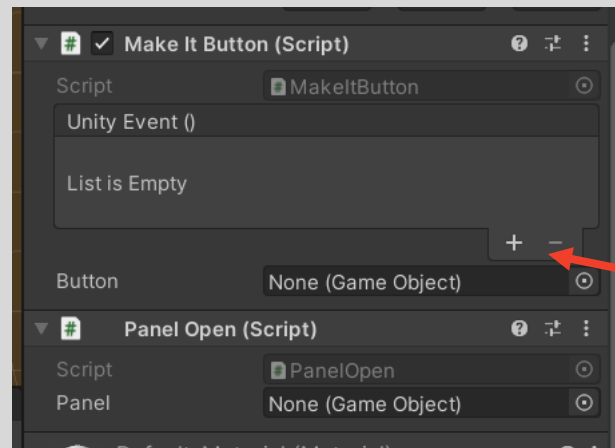 Make It Button (Script)
Script MakeItButton
Unity Event ()
List is Empty
Button None (Game Object)
Panel Open (Script)
Script PanelOpen
Panel None (Game Object)